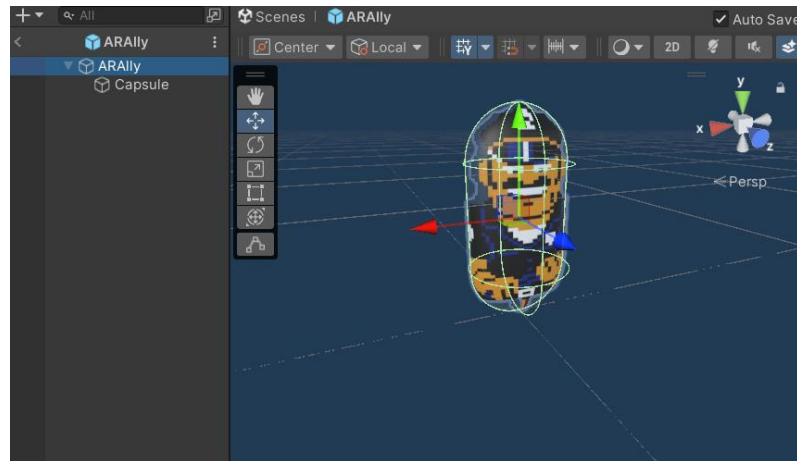 All
Scenes | ARAlly
Auto Save
ARAlly
Center
Local
2D
ARAlly
Capsule
y
x
z
Persp